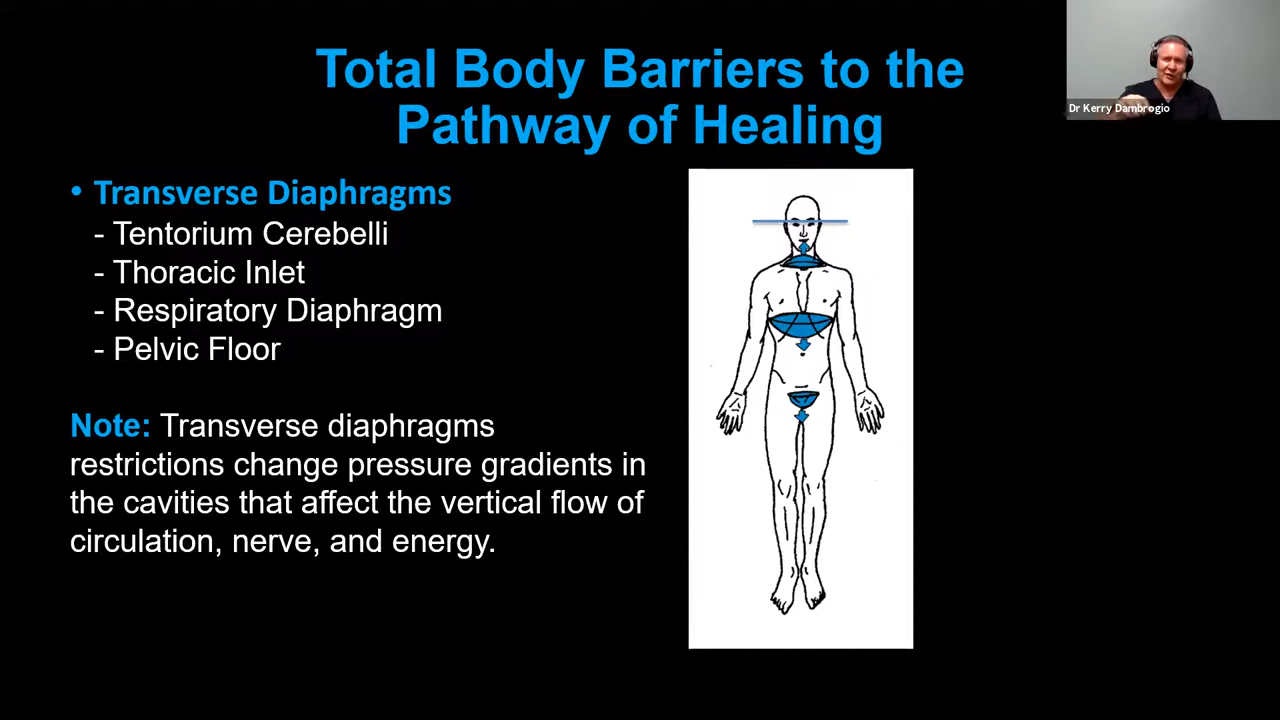 Total Body Barriers to the
Pathway of Healing
Dr Kerry Dambrogio
• Transverse Diaphragms
- Tentorium Cerebelli
- Thoracic Inlet
- Respiratory Diaphragm
- Pelvic Floor
Note: Transverse diaphragms
restrictions change pressure gradients in
the cavities that affect the vertical flow of
circulation, nerve, and energy.